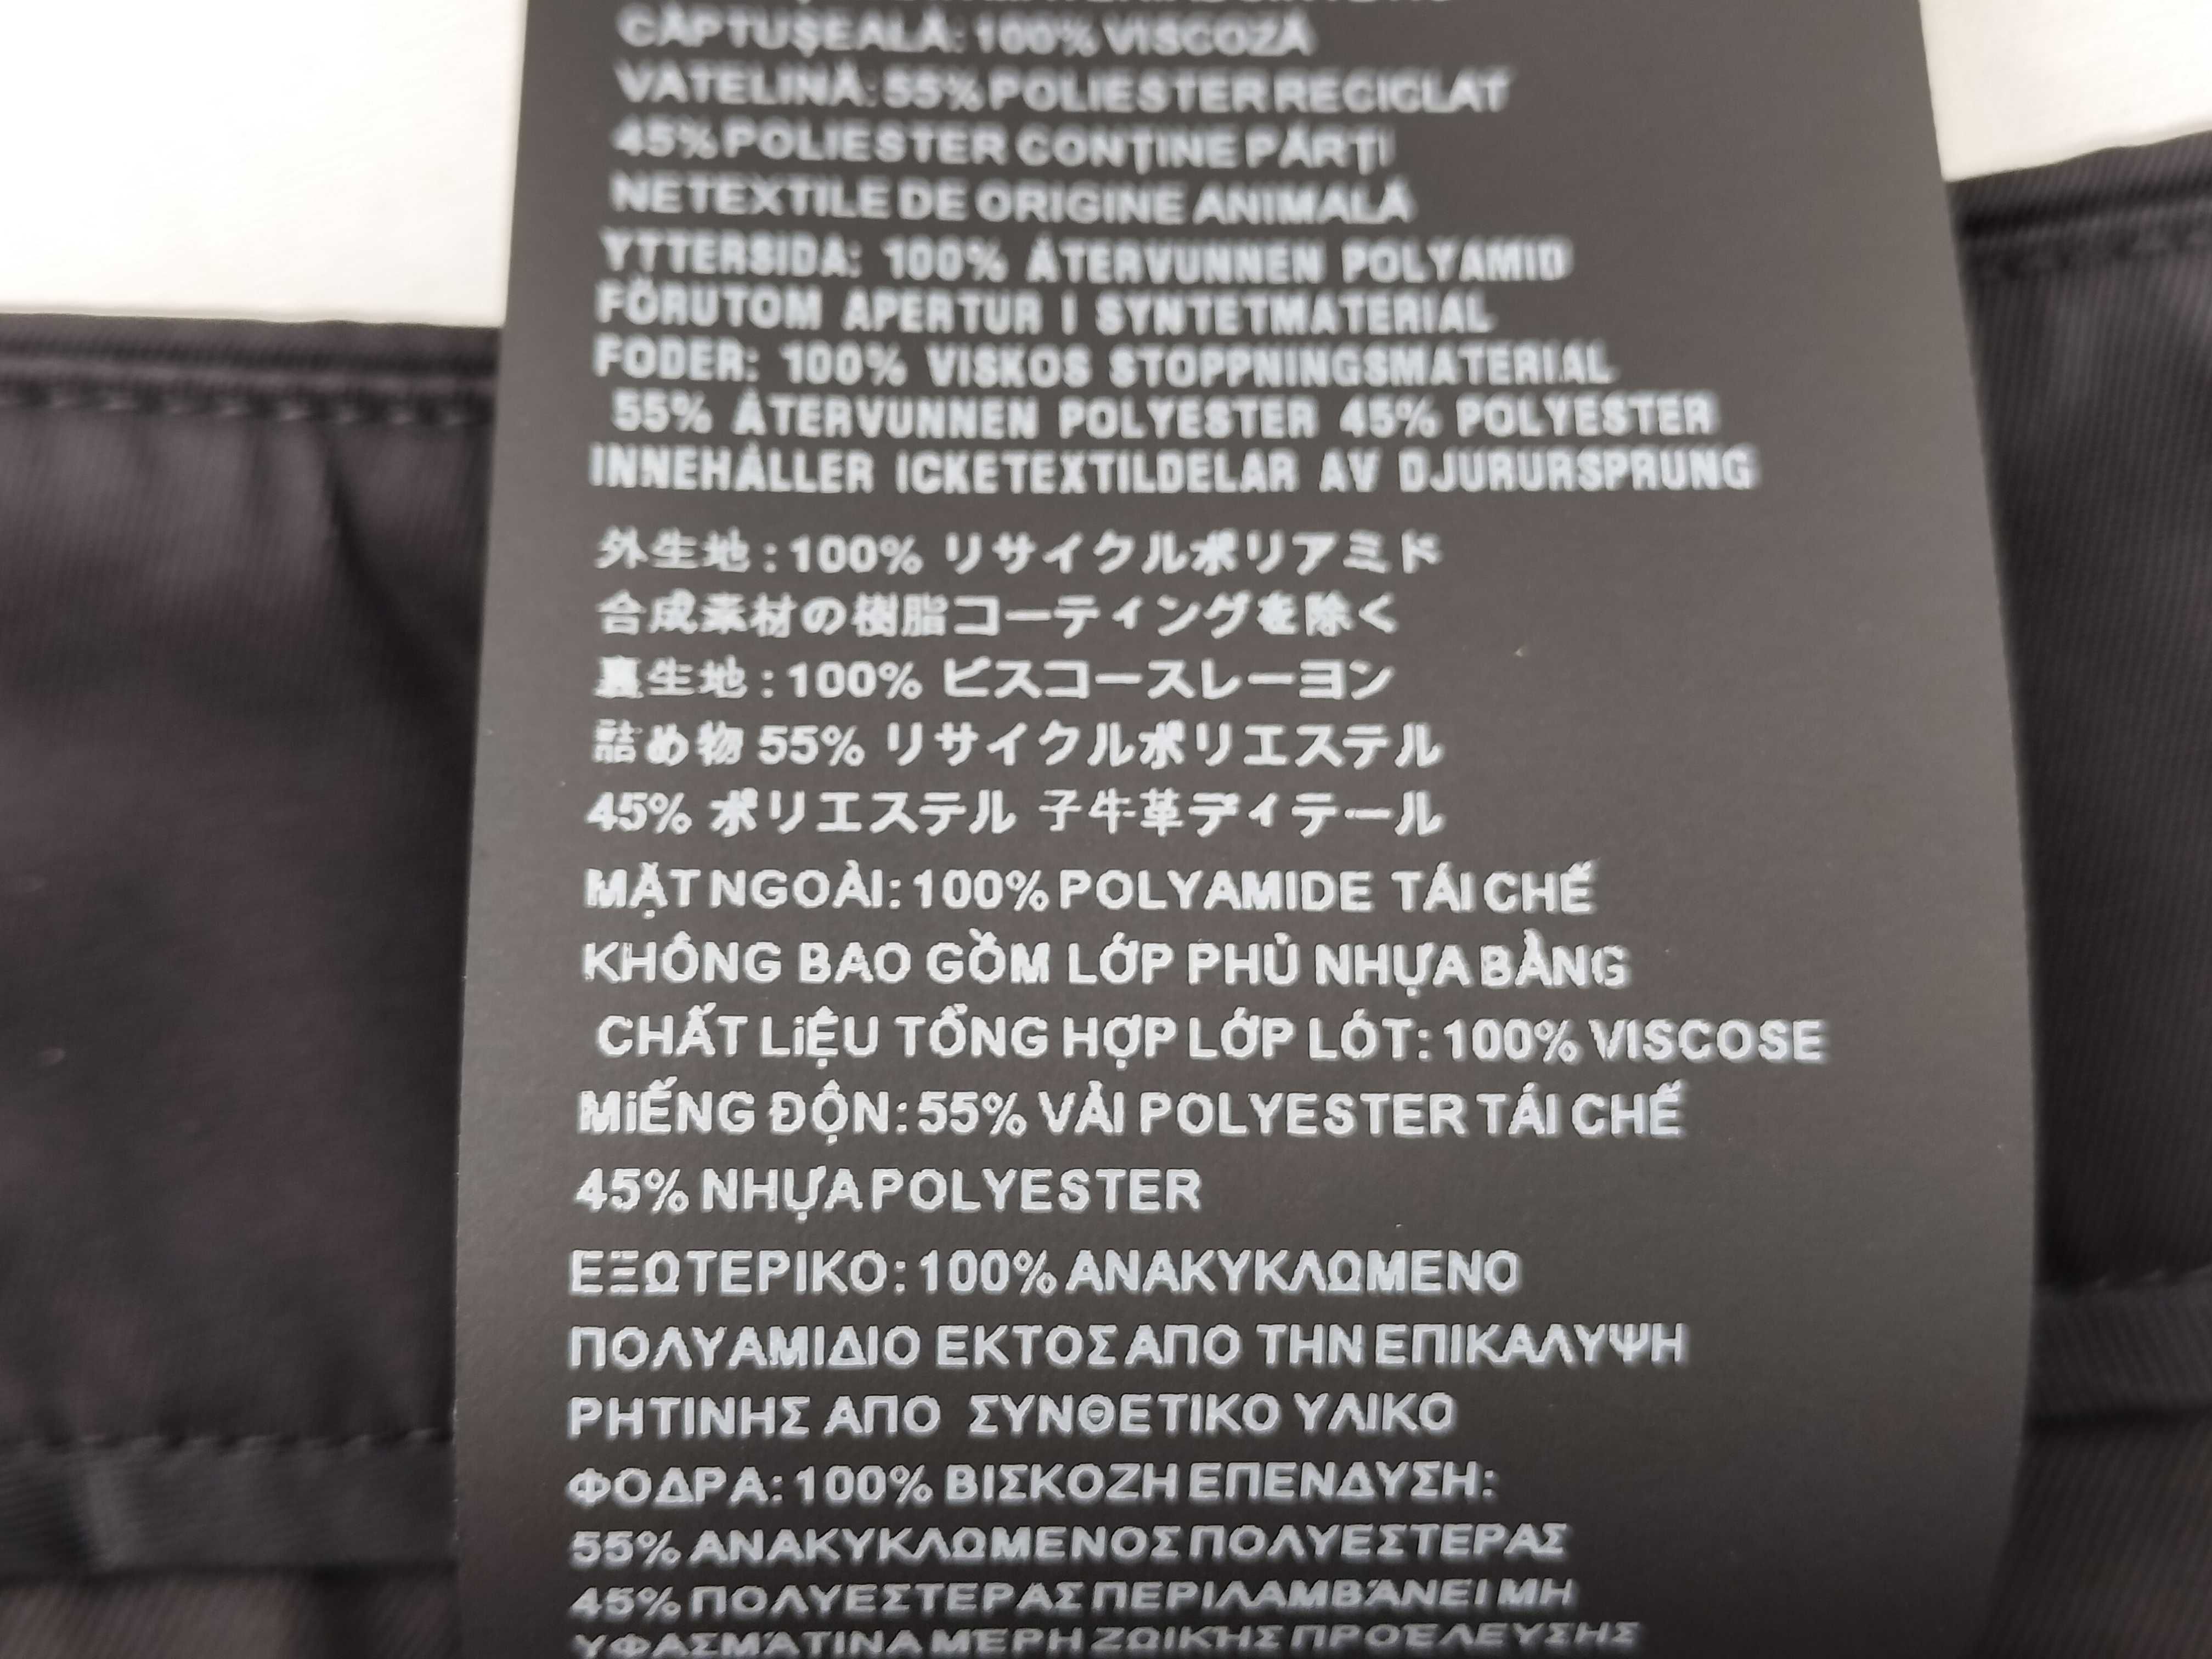 CĂPTUȘEALĂ: 100% VISCOZĂ
VATELINĂ: 55% POLIESTER RECICLAT
45% POLIESTER CONȚINE PĂRȚI
NETEXTILE DE ORIGINE ANIMALĂ
YTTERSIDA: 100% ÅTERVUNNEN POLYAMID
FÖRUTOM APERTUR I SYNTETMATERIAL
FODER: 100% VISKOS STOPPNINGSMATERIAL
55% ÅTERVUNNEN POLYESTER 45% POLYESTER
INNEHÅLLER ICKETEXTILDELAR AV DJURURSPRUNG
外生地 : 100% リサイクルポリアミド
合成素材の樹脂コーティングを除く
裏生地 : 100% ビスコースレーヨン
詰め物 55% リサイクルポリエステル
45% ポリエステル 子牛革ディテール
MẶT NGOÀI: 100% POLYAMIDE TÁI CHẾ
KHÔNG BAO GỒM LỚP PHỦ NHỰA BẰNG
CHẤT LiỆU TỔNG HỢP LỚP LÓT: 100% VISCOSE
MiẾNG ĐỘN: 55% VẢI POLYESTER TÁI CHẾ
45% NHỰA POLYESTER
ΕΞΩΤΕΡΙΚΟ: 100% ΑΝΑΚΥΚΛΩΜΕΝΟ
ΠΟΛΥΑΜΙΔΙΟ ΕΚΤΟΣ ΑΠΟ ΤΗΝ ΕΠΙΚΑΛΥΨΗ
ΡΗΤΙΝΗΣ ΑΠΟ ΣΥΝΘΕΤΙΚΟ ΥΛΙΚΟ
ΦΟΔΡΑ: 100% ΒΙΣΚΟΖΗ ΕΠΕΝΔΥΣΗ:
55% ΑΝΑΚΥΚΛΩΜΕΝΟΣ ΠΟΛΥΕΣΤΕΡΑΣ
45% ΠΟΛΥΕΣΤΕΡΑΣ ΠΕΡΙΛΑΜΒΆΝΕΙ ΜΗ
ΥΦΑΣΜΆΤΙΝΑ ΜΈΡΗ ΖΩΙΚΉΣ ΠΡΟΈΛΕΥΣΗΣ